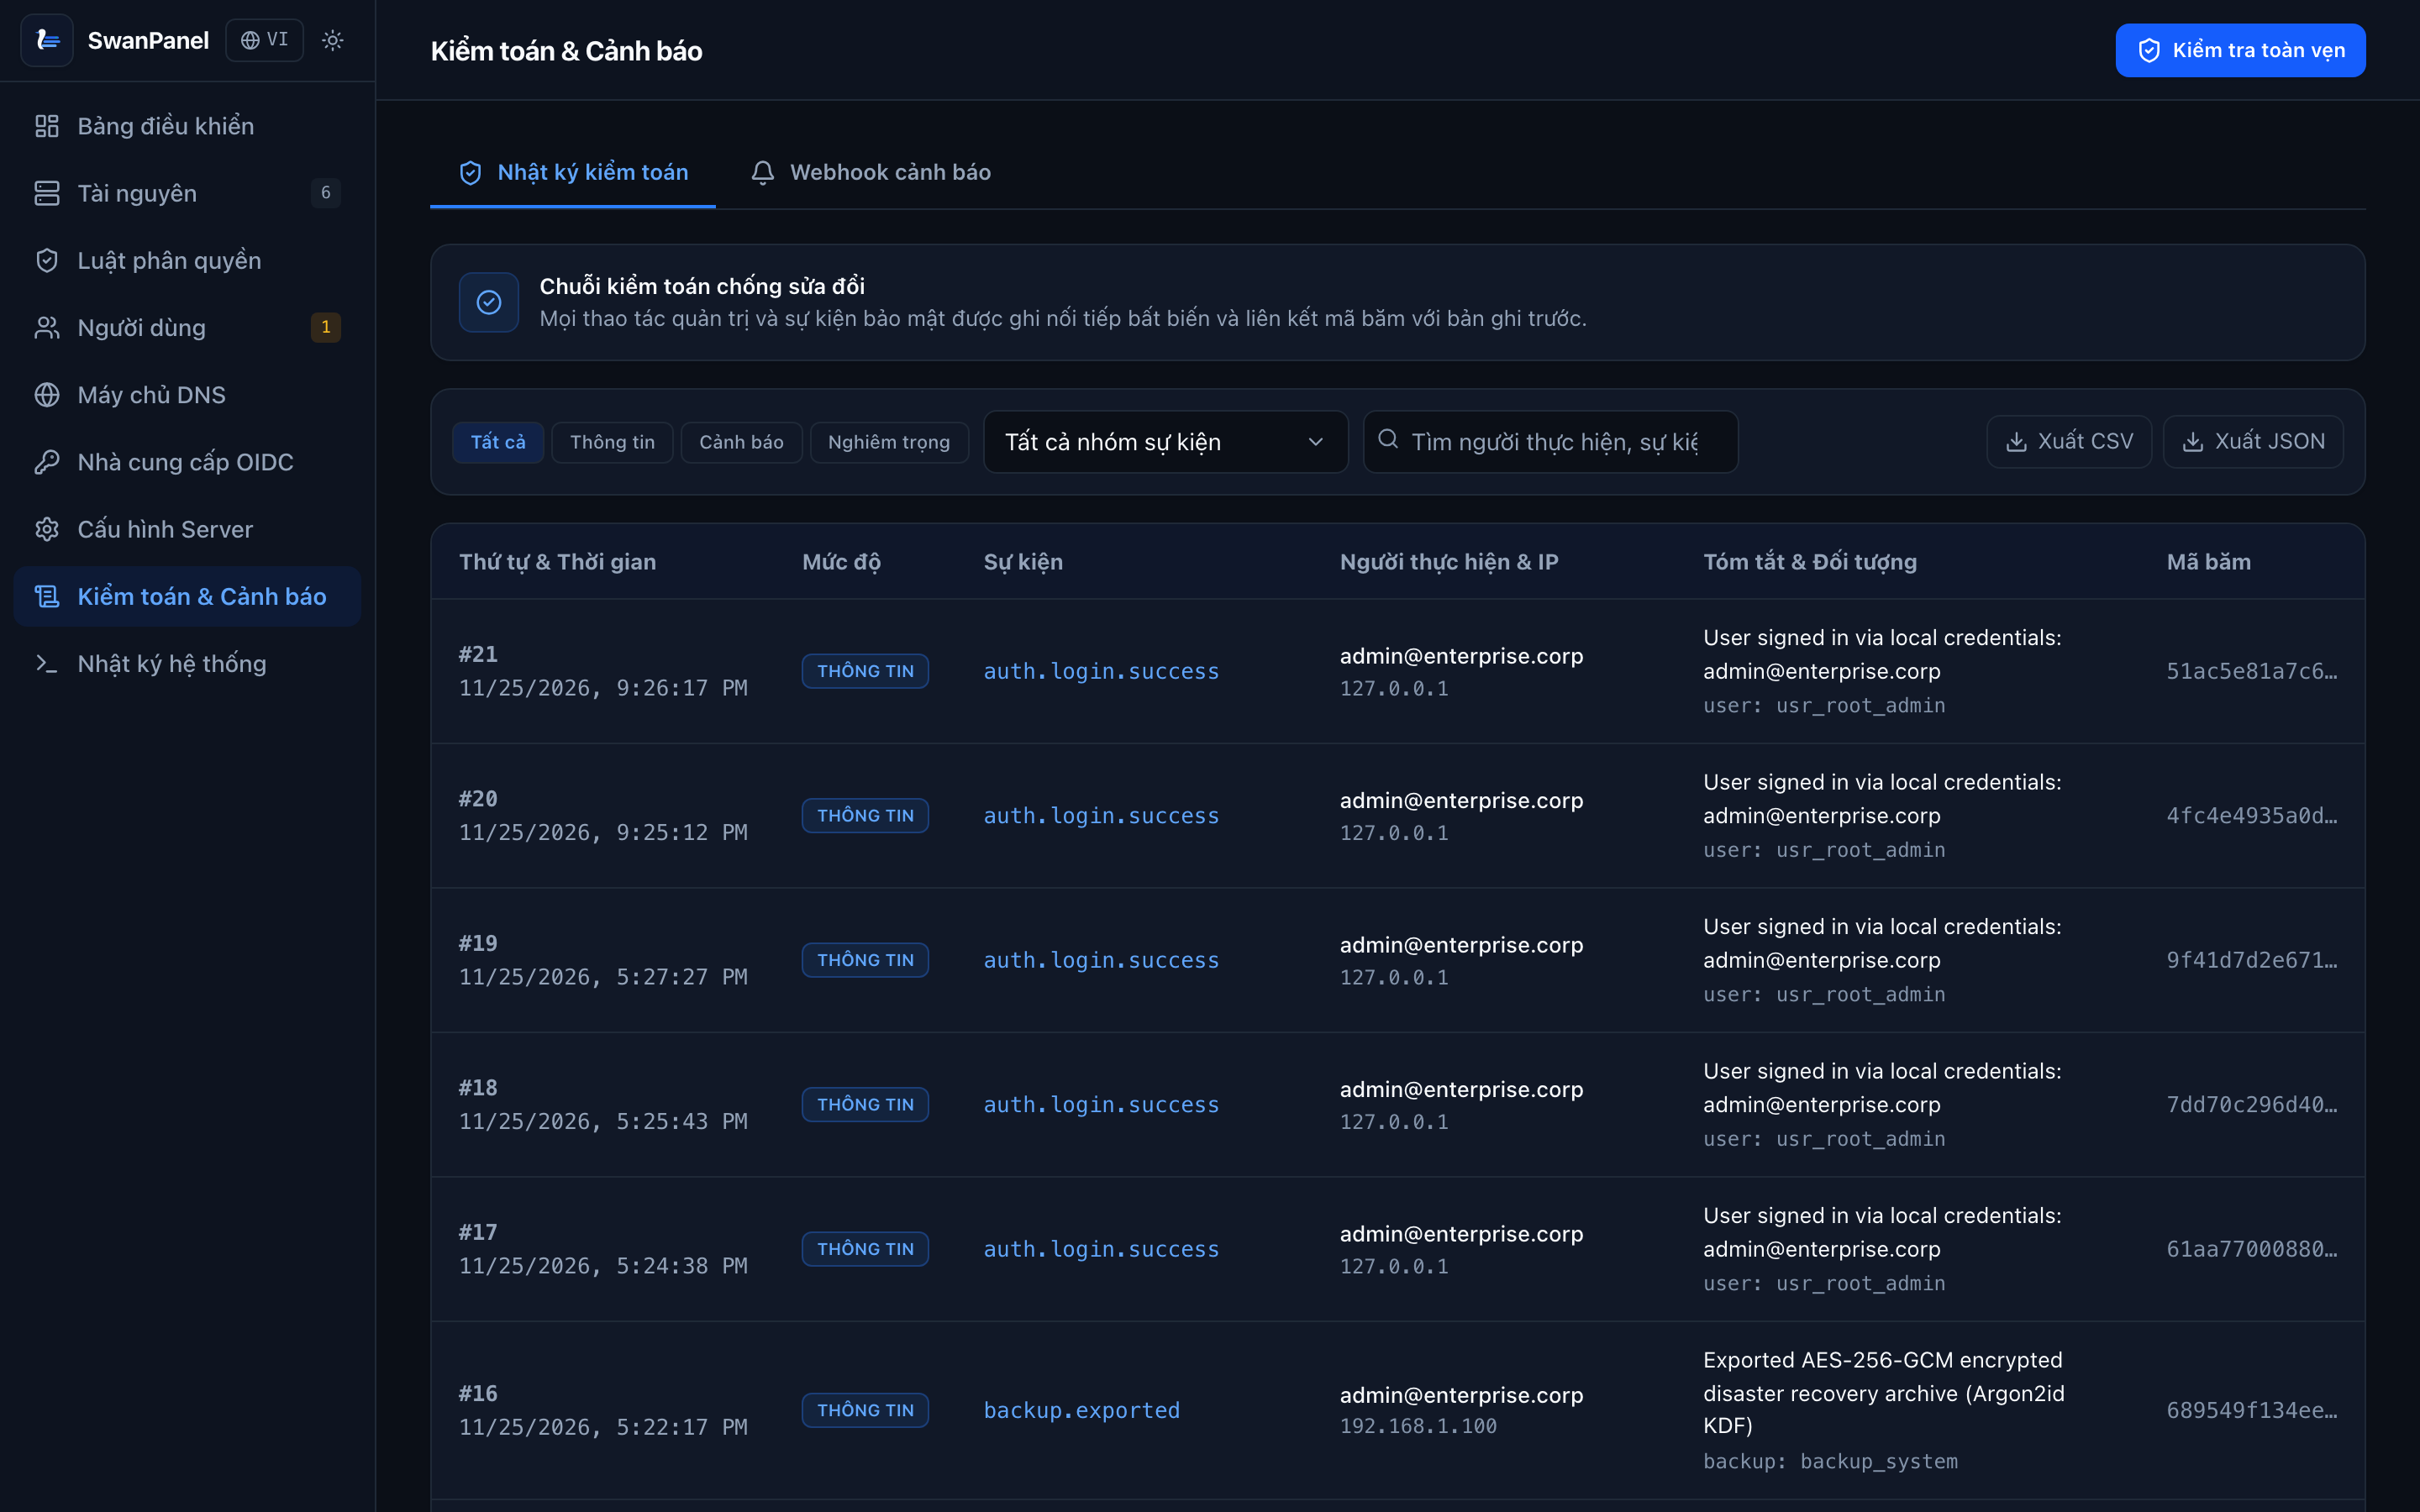 SwanPanel
VI
Bảng điều khiển
Tài nguyên
6
Luật phân quyền
Người dùng
1
Máy chủ DNS
Nhà cung cấp OIDC
Cấu hình Server
Kiểm toán & Cảnh báo
Nhật ký hệ thống
Kiểm toán & Cảnh báo
Kiểm tra toàn vẹn
Nhật ký kiểm toán
Webhook cảnh báo
Chuỗi kiểm toán chống sửa đổi
Mọi thao tác quản trị và sự kiện bảo mật được ghi nối tiếp bất biến và liên kết mã băm với bản ghi trước.
Tất cả
Thông tin
Cảnh báo
Nghiêm trọng
Tất cả nhóm sự kiện
Tìm người thực hiện, sự kiệ
Xuất CSV
Xuất JSON
Thứ tự & Thời gian
Mức độ
Sự kiện
Người thực hiện & IP
Tóm tắt & Đối tượng
Mã băm
#21
11/25/2026, 9:26:17 PM
THÔNG TIN
auth.login.success
admin@enterprise.corp
127.0.0.1
User signed in via local credentials:
admin@enterprise.corp
user: usr_root_admin
51ac5e81a7c6…
#20
11/25/2026, 9:25:12 PM
THÔNG TIN
auth.login.success
admin@enterprise.corp
127.0.0.1
User signed in via local credentials:
admin@enterprise.corp
user: usr_root_admin
4fc4e4935a0d…
#19
11/25/2026, 5:27:27 PM
THÔNG TIN
auth.login.success
admin@enterprise.corp
127.0.0.1
User signed in via local credentials:
admin@enterprise.corp
user: usr_root_admin
9f41d7d2e671…
#18
11/25/2026, 5:25:43 PM
THÔNG TIN
auth.login.success
admin@enterprise.corp
127.0.0.1
User signed in via local credentials:
admin@enterprise.corp
user: usr_root_admin
7dd70c296d40…
#17
11/25/2026, 5:24:38 PM
THÔNG TIN
auth.login.success
admin@enterprise.corp
127.0.0.1
User signed in via local credentials:
admin@enterprise.corp
user: usr_root_admin
61aa77000880…
#16
11/25/2026, 5:22:17 PM
THÔNG TIN
backup.exported
admin@enterprise.corp
192.168.1.100
Exported AES-256-GCM encrypted
disaster recovery archive (Argon2id
KDF)
backup: backup_system
689549f134ee…